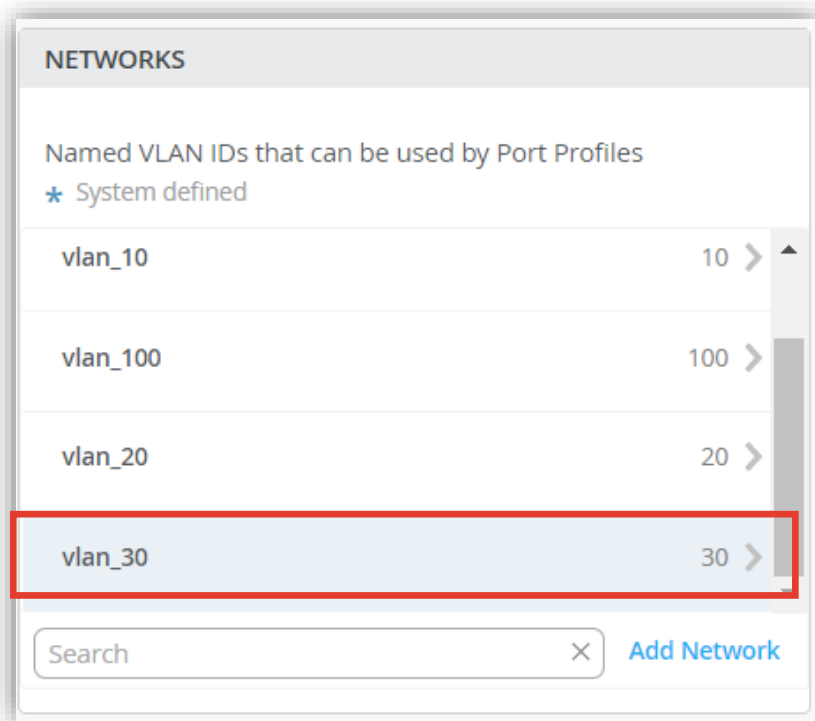 NETWORKS
Named VLAN IDs that can be used by Port Profiles
* System defined
vlan_10 10
vlan_100 100
vlan_20 20
vlan_30 30
Search Add Network